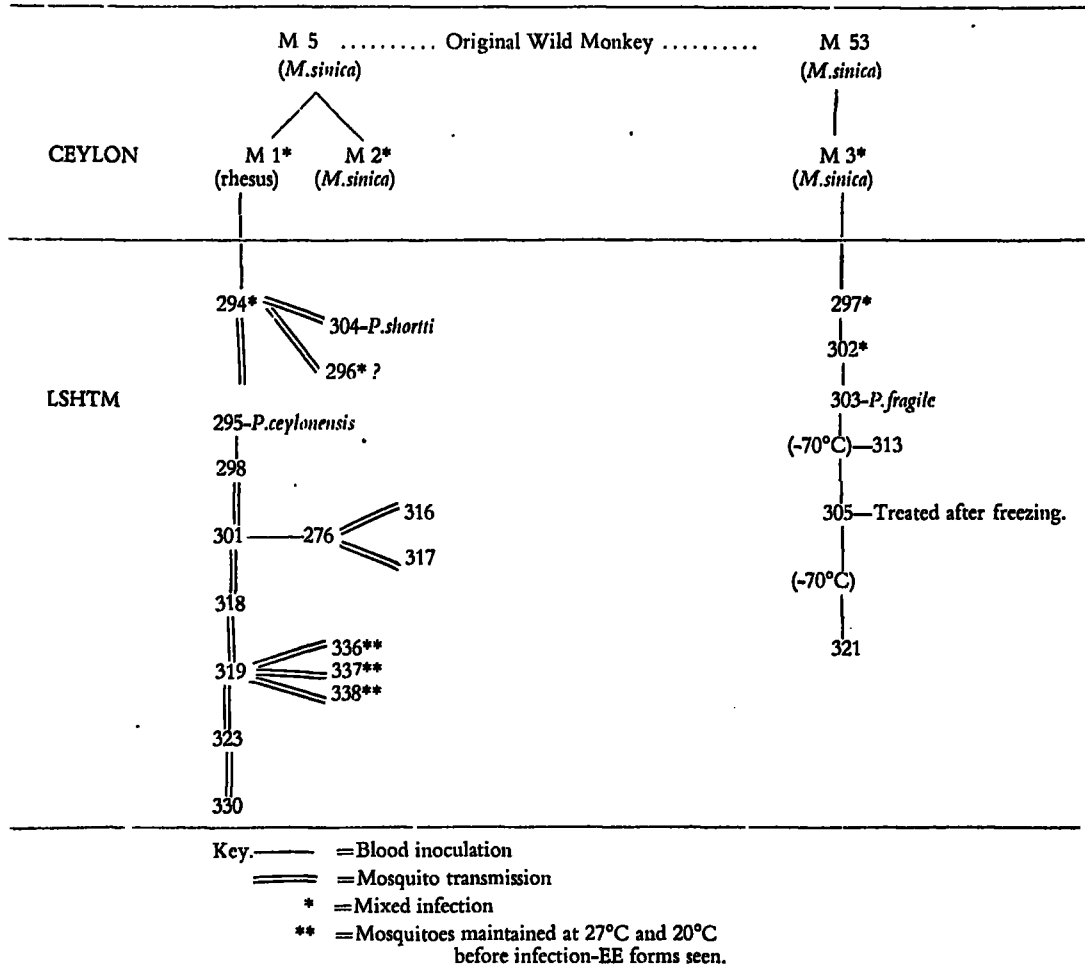 M 5 .......... Original Wild Monkey .......... M 53
(M.sinica) (M.sinica)
CEYLON M 1* M 2* M 3*
(rhesus) (M.sinica) (M.sinica)
294* 297*
304-P.shortti
302*
296* ?
LSHTM 303-P.fragile
295-P.ceylonensis
(-70°C)—313
298
316
305—Treated after freezing.
301 276
317
(-70°C)
318
336**
321
319 337**
338**
323
330
Key. =Blood inoculation
=Mosquito transmission
* =Mixed infection
** =Mosquitoes maintained at 27°C and 20°C
before infection-EE forms seen.